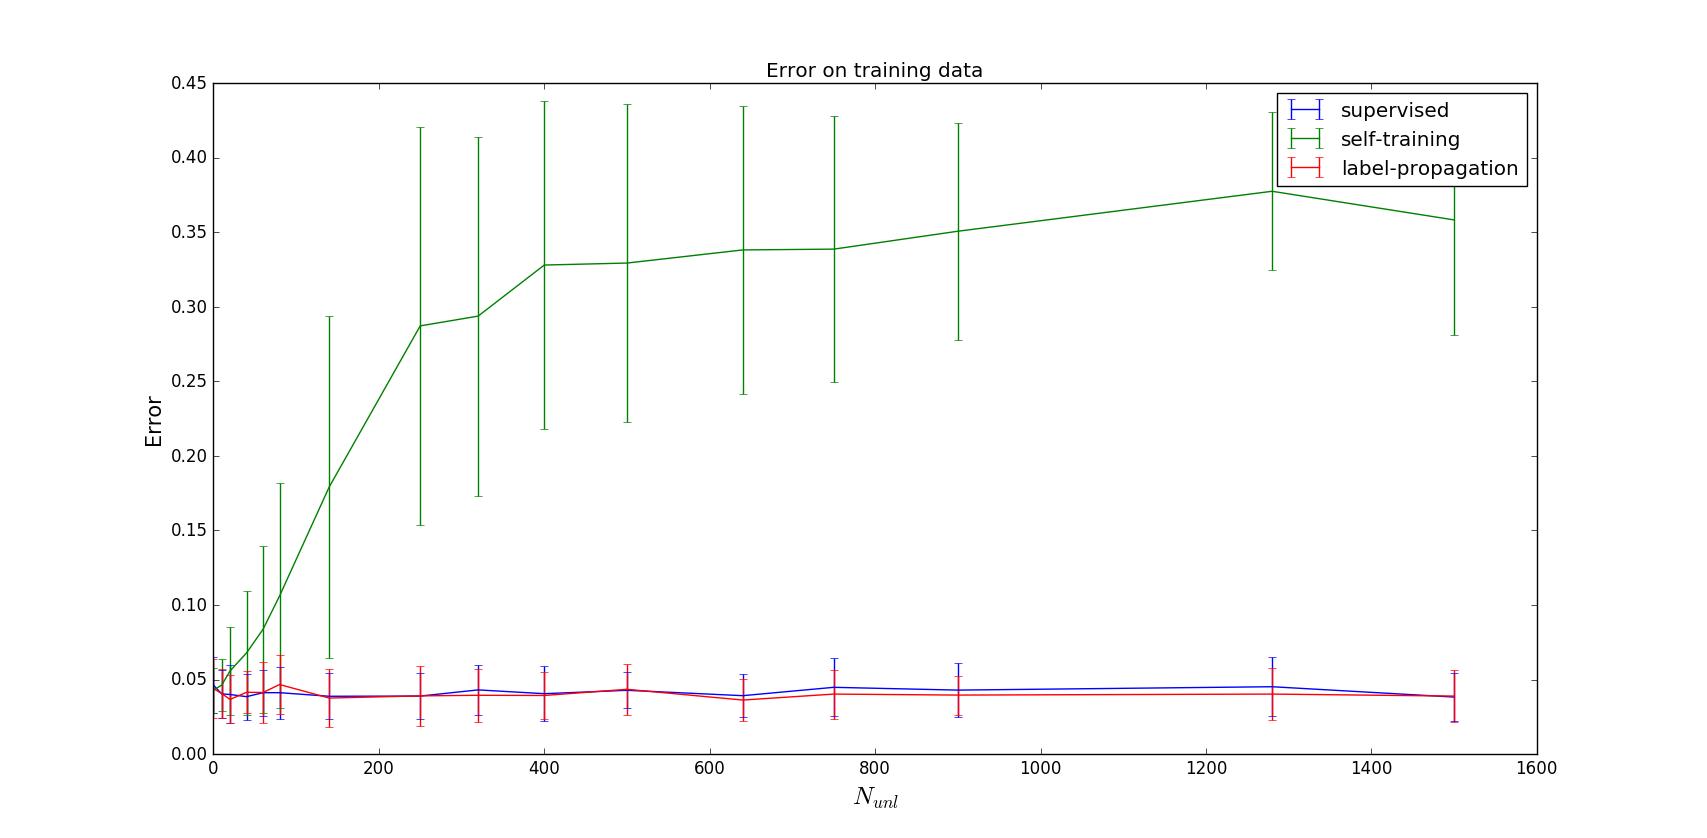 Error on training data
supervised
self-training
label-propagation
0.45
0.40
0.35
0.30
0.25
0.20
0.15
0.10
0.05
0.00
Error
0 200 400 600 800 1000 1200 1400 1600
N_unl